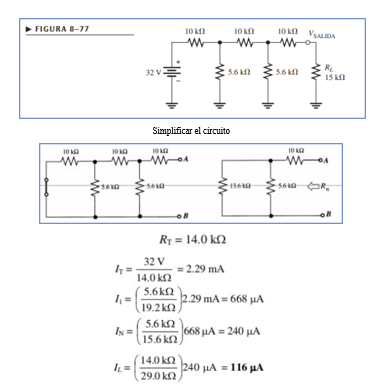 ► FIGURA 8–77
10 kΩ 10 kΩ 10 kΩ V_SALIDA
32 V + − 5.6 kΩ 5.6 kΩ R_L
15 kΩ
Simplificar el circuito
10 kΩ 10 kΩ 10 kΩ A 10 kΩ A
5.6 kΩ 5.6 kΩ 13.6 kΩ 5.6 kΩ R_N
B B
R_T = 14.0 kΩ
I_T = 32 V / 14.0 kΩ = 2.29 mA
I_1 = (5.6 kΩ / 19.2 kΩ) 2.29 mA = 668 μA
I_N = (5.6 kΩ / 15.6 kΩ) 668 μA = 240 μA
I_L = (14.0 kΩ / 29.0 kΩ) 240 μA = 116 μA